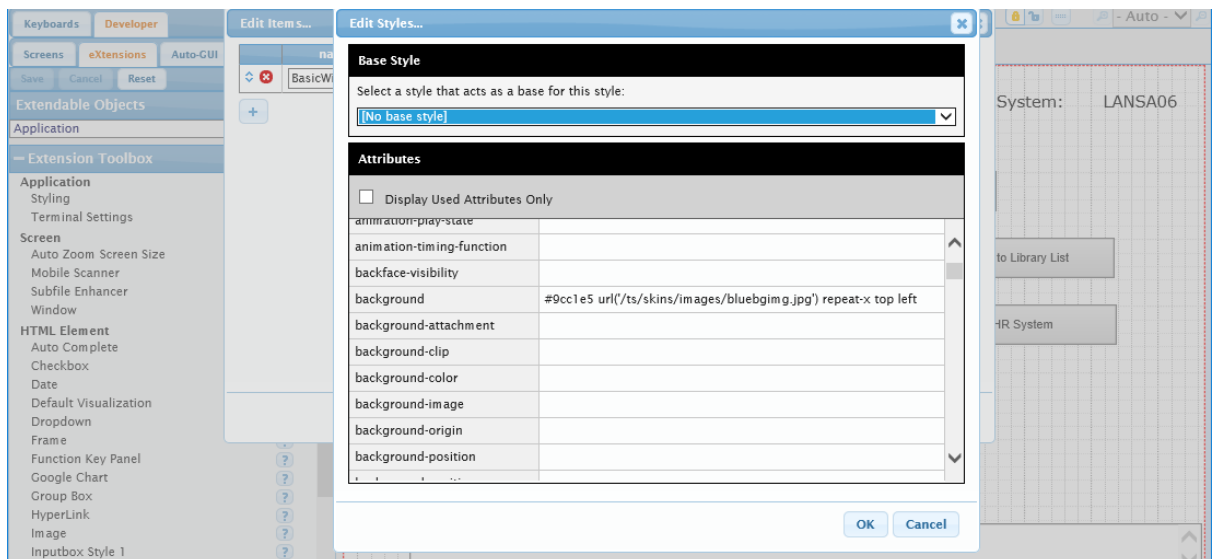 Keyboards
Developer
Screens
eXtensions
Auto-GUI
Save
Cancel
Reset
Extendable Objects
Application
Extension Toolbox
Application
Styling
Terminal Settings
Screen
Auto Zoom Screen Size
Mobile Scanner
Subfile Enhancer
Window
HTML Element
Auto Complete
Checkbox
Date
Default Visualization
Dropdown
Frame
Function Key Panel
Google Chart
Group Box
HyperLink
Image
Inputbox Style 1
?
?
?
?
?
?
?
Edit Items...
na
BasicWi
+
Edit Styles...
Base Style
Select a style that acts as a base for this style:
[No base style]
Attributes
Display Used Attributes Only
animation-play-state
animation-timing-function
backface-visibility
background #9cc1e5 url('/ts/skins/images/bluebgimg.jpg') repeat-x top left
background-attachment
background-clip
background-color
background-image
background-origin
background-position
OK
Cancel
- Auto -
System: LANSA06
to Library List
HR System